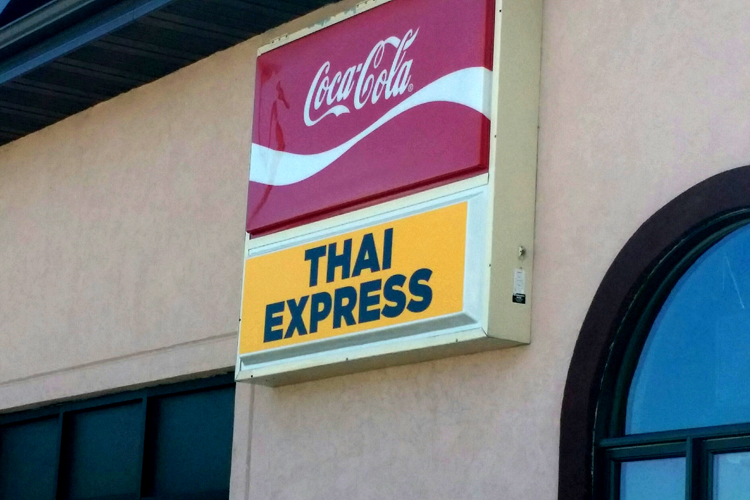 Coca-Cola
THAI
EXPRESS